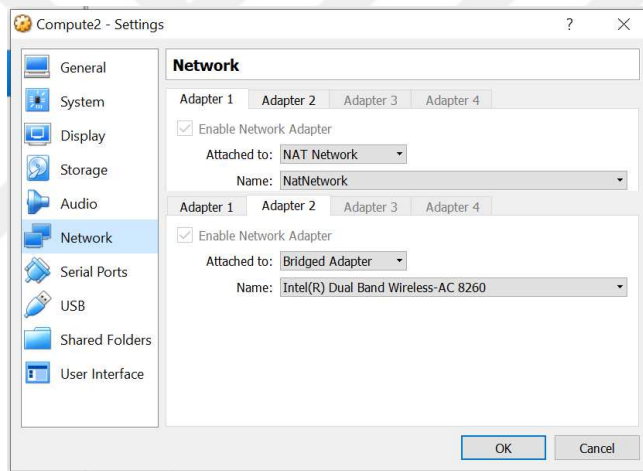 Compute2 - Settings
General
System
Display
Storage
Audio
Network
Serial Ports
USB
Shared Folders
User Interface
Network
Adapter 1 Adapter 2 Adapter 3 Adapter 4
Enable Network Adapter
Attached to: NAT Network
Name: NatNetwork
Adapter 1 Adapter 2 Adapter 3 Adapter 4
Enable Network Adapter
Attached to: Bridged Adapter
Name: Intel(R) Dual Band Wireless-AC 8260
OK Cancel